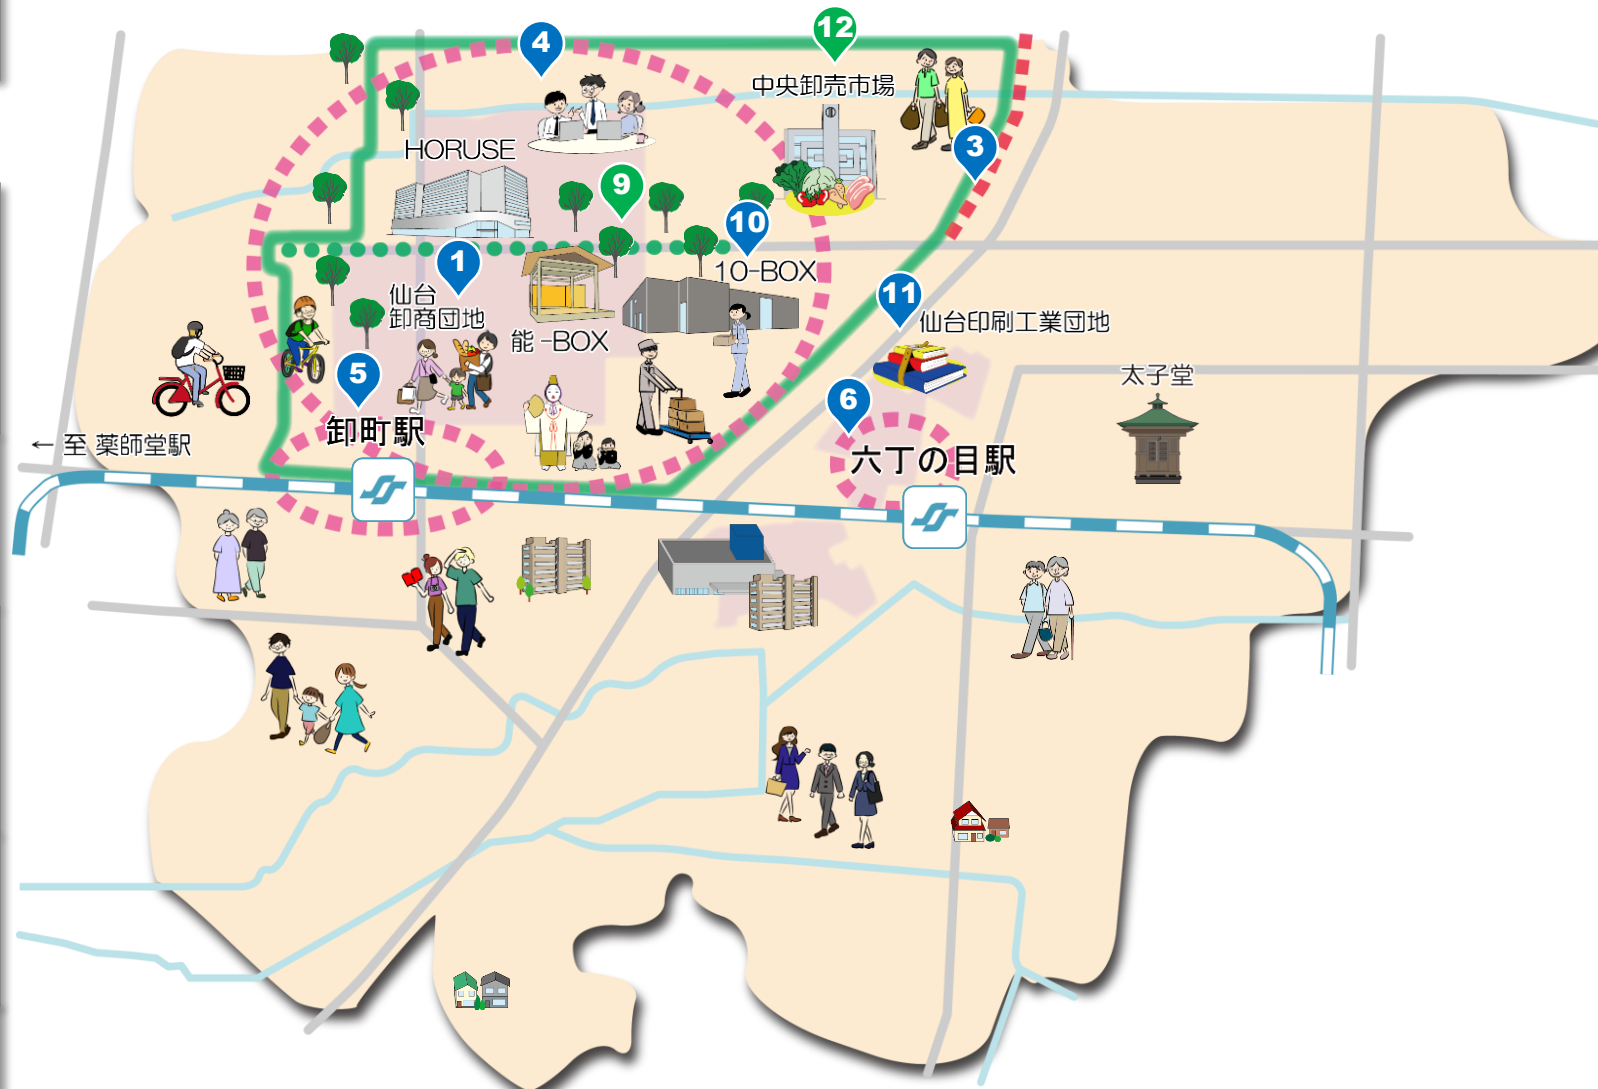 4
12
中央卸売市場
3
HORUSE
9
10
10-BOX
1
仙台
卸商団地
11
仙台印刷工業団地
能-BOX
5
6
太子堂
卸町駅
← 至 薬師堂駅
六丁の目駅